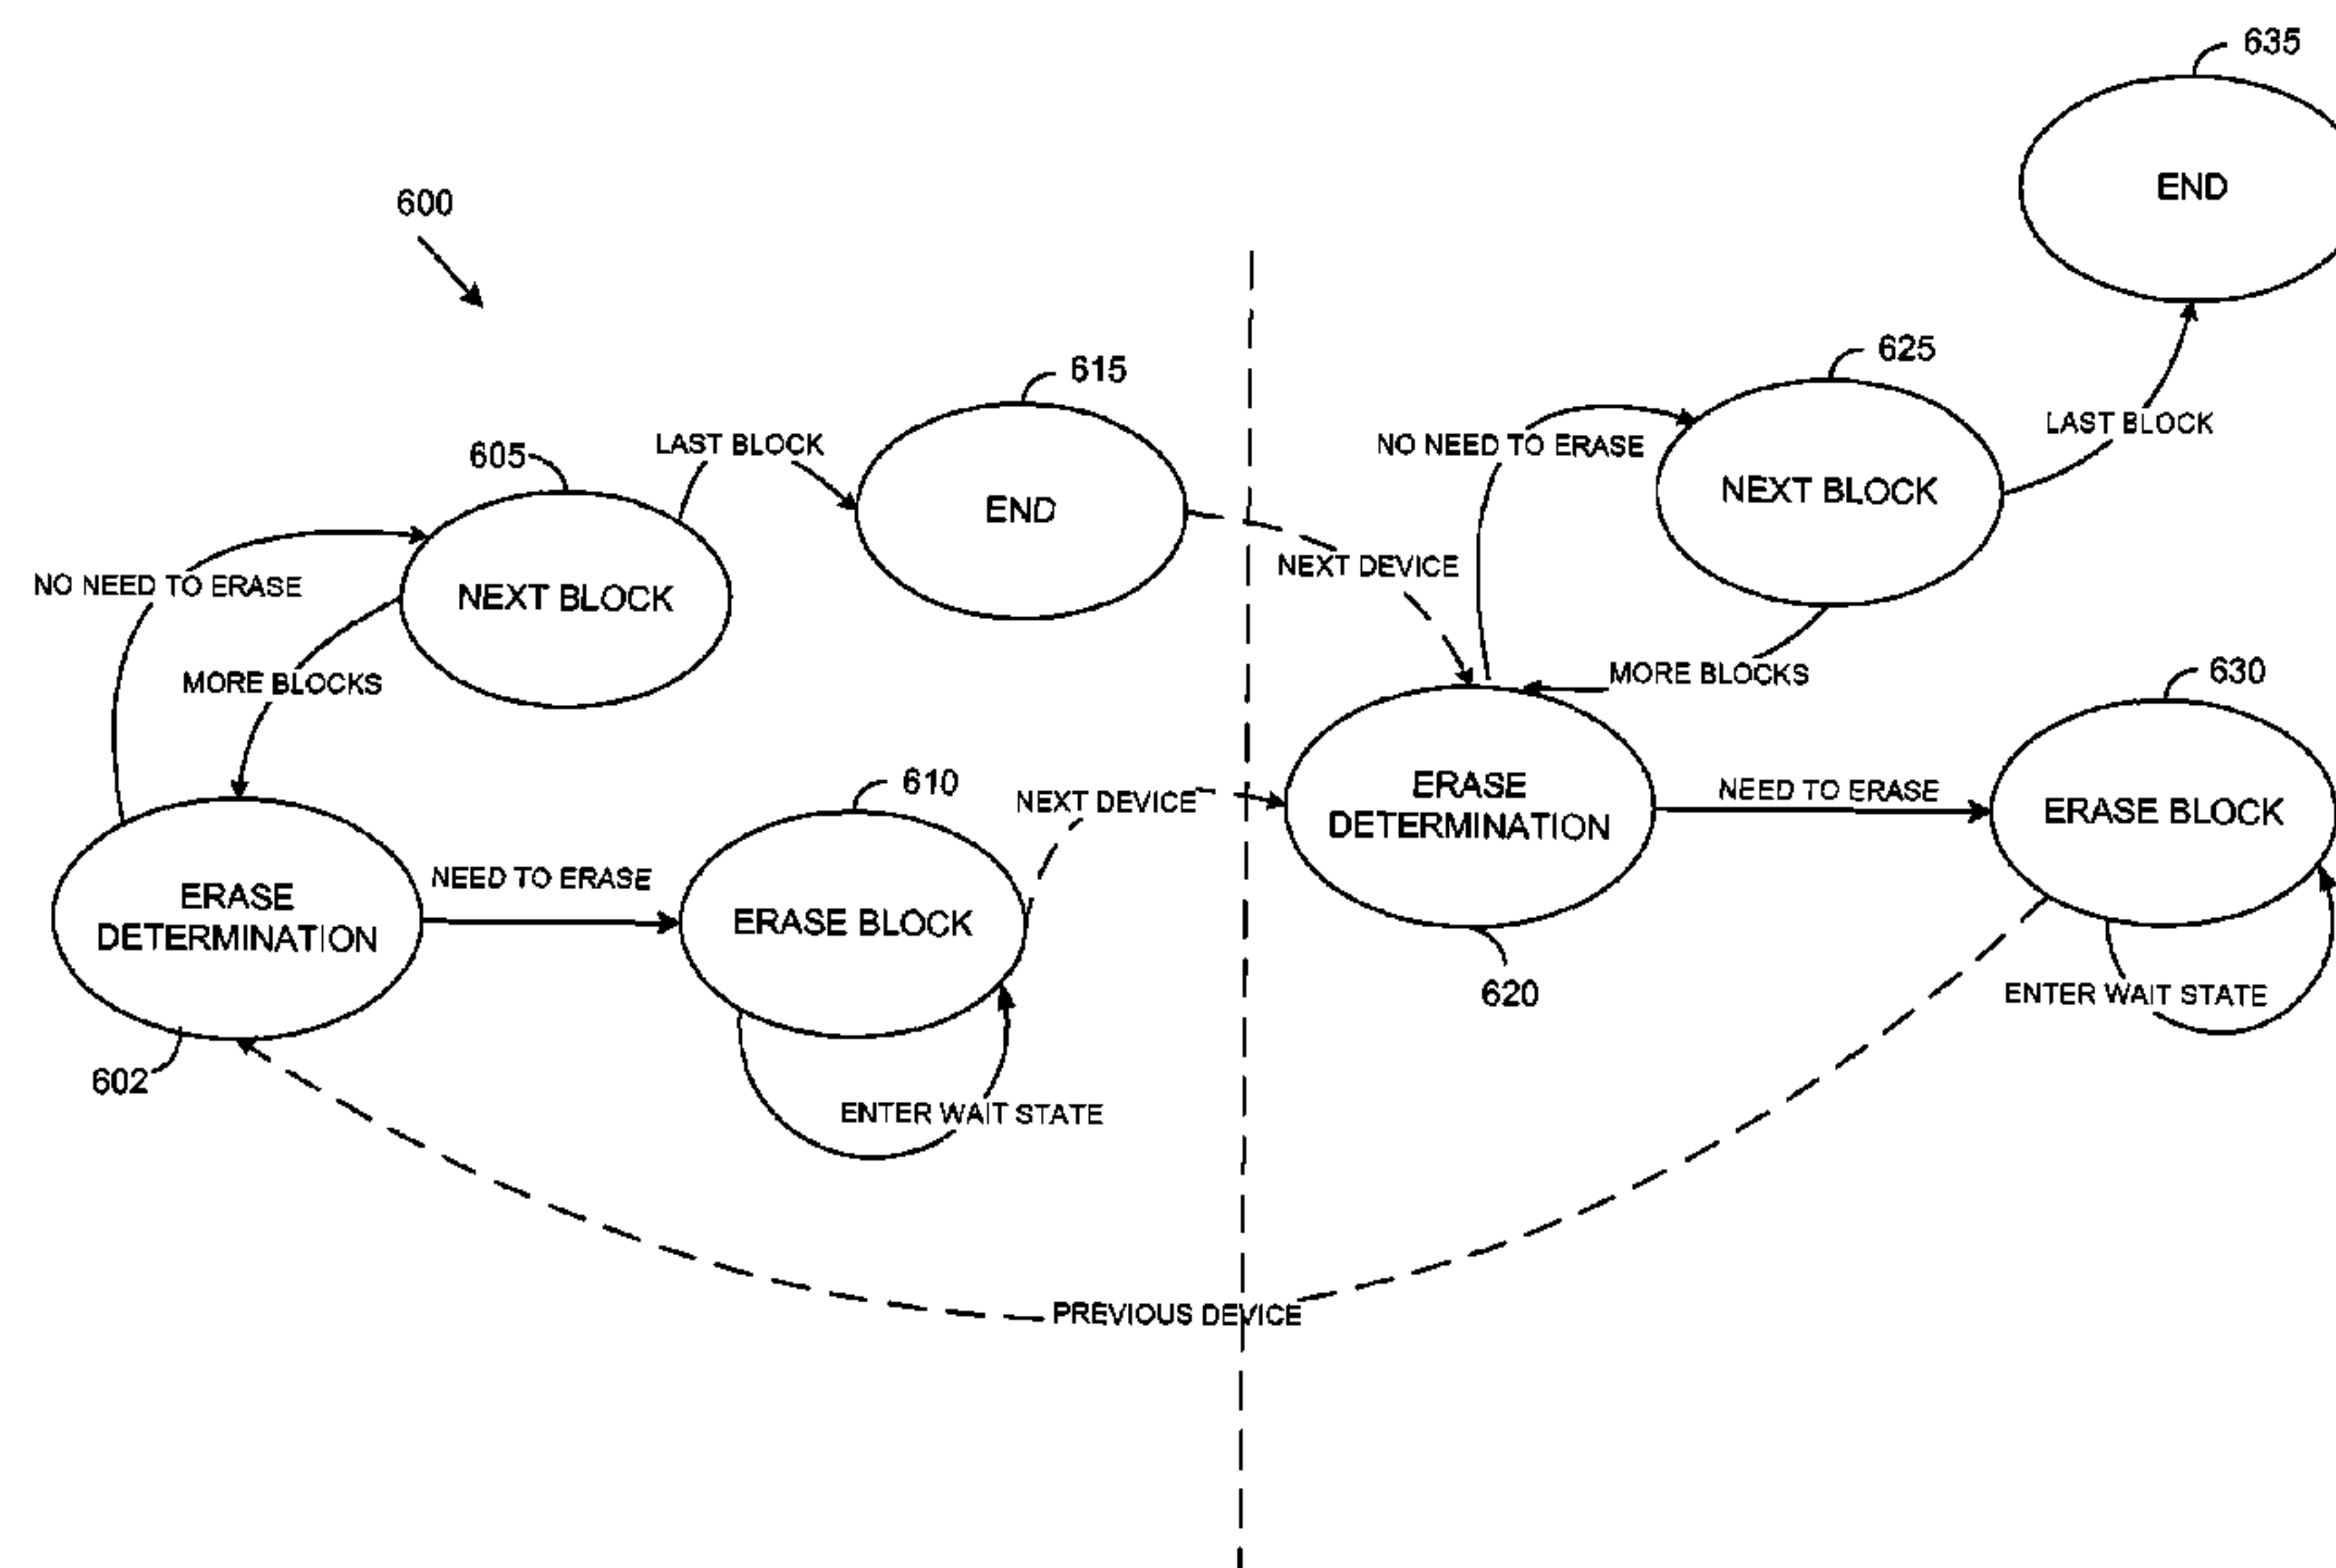 600
635
END
625
615
605
LAST BLOCK
END
NO NEED TO ERASE
NEXT BLOCK
LAST BLOCK
NO NEED TO ERASE
NEXT BLOCK
NEXT DEVICE
MORE BLOCKS
MORE BLOCKS
630
610
NEXT DEVICE
ERASE
DETERMINATION
NEED TO ERASE
ERASE BLOCK
ERASE
DETERMINATION
NEED TO ERASE
ERASE BLOCK
620
ENTER WAIT STATE
602
ENTER WAIT STATE
PREVIOUS DEVICE